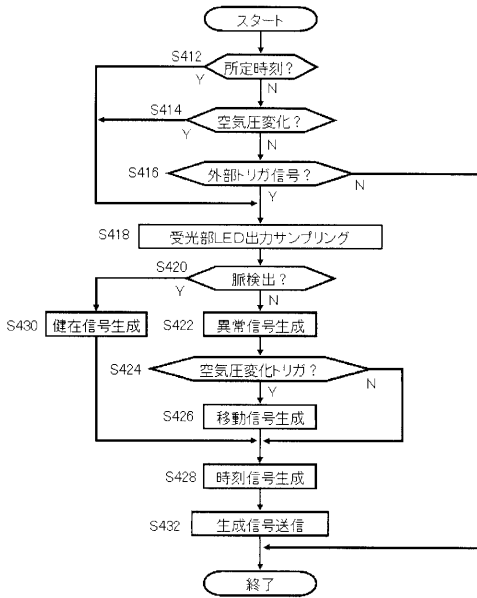 スタート
S412
所定時刻?
Y
N
S414
空気圧変化?
Y
N
S416
外部トリガ信号?
N
Y
S418
受光部LED出力サンプリング
S420
脈検出?
Y
N
S430
健在信号生成
S422
異常信号生成
S424
空気圧変化トリガ?
N
Y
S426
移動信号生成
S428
時刻信号生成
S432
生成信号送信
終了